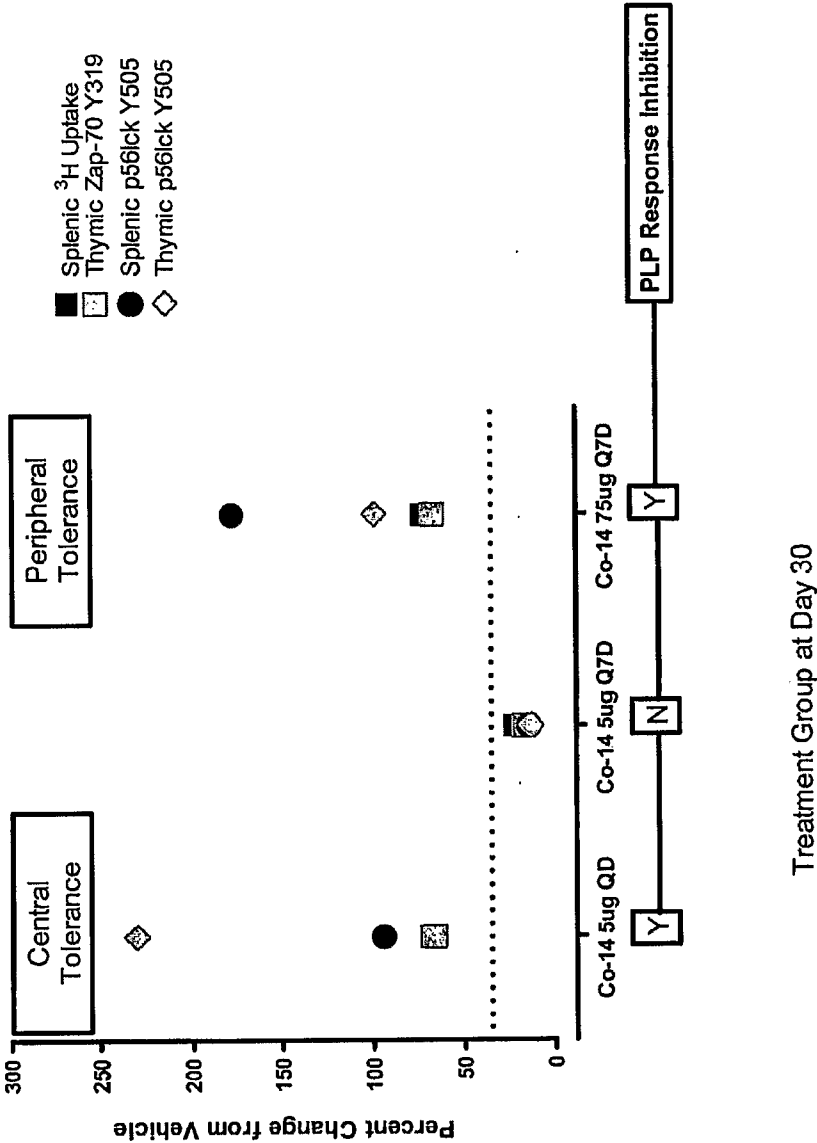 Central
Tolerance
Peripheral
Tolerance
Splenic ³H Uptake
Thymic Zap-70 Y319
Splenic p56lck Y505
Thymic p56lck Y505
Percent Change from Vehicle
300
250
200
150
100
50
0
Co-14 5ug QD
Co-14 5ug Q7D
Co-14 75ug Q7D
Y
N
Y
PLP Response Inhibition
Treatment Group at Day 30